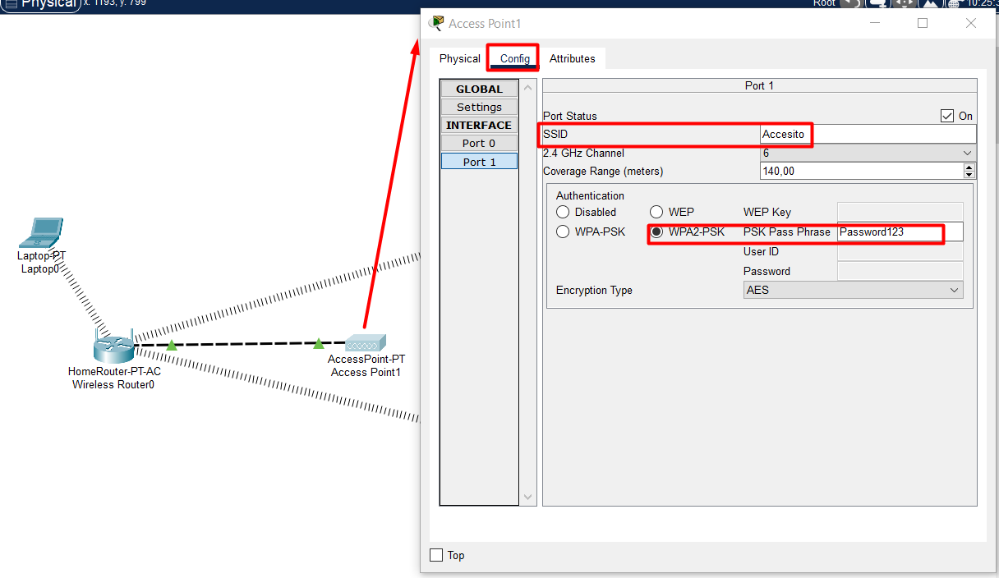 Physical x: 1193, y: 799
Root
Access Point1
Physical Config Attributes
GLOBAL
Settings
INTERFACE
Port 0
Port 1
Port 1
Port Status On
SSID Accesito
2.4 GHz Channel 6
Coverage Range (meters) 140,00
Authentication
Disabled WEP WEP Key
WPA-PSK WPA2-PSK PSK Pass Phrase Password123
User ID
Password
Encryption Type AES
Top
Laptop-PT
Laptop0
HomeRouter-PT-AC
Wireless Router0
AccessPoint-PT
Access Point1